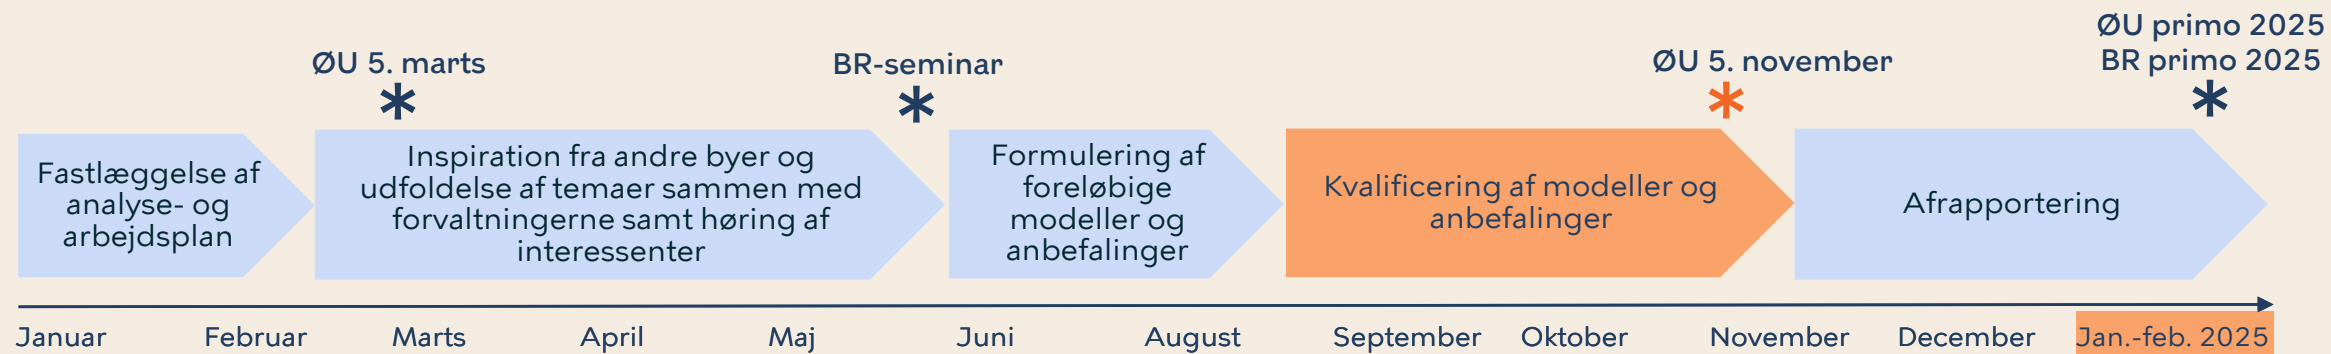 ØU primo 2025
BR primo 2025
ØU 5. marts
BR-seminar
ØU 5. november
Fastlæggelse af
analyse- og
arbejdsplan
Inspiration fra andre byer og
udfoldelse af temaer sammen med
forvaltningerne samt høring af
interessenter
Formulering af
foreløbige
modeller og
anbefalinger
Kvalificering af modeller og
anbefalinger
Afrapportering
Januar
Februar
Marts
April
Maj
Juni
August
September
Oktober
November
December
Jan.-feb. 2025